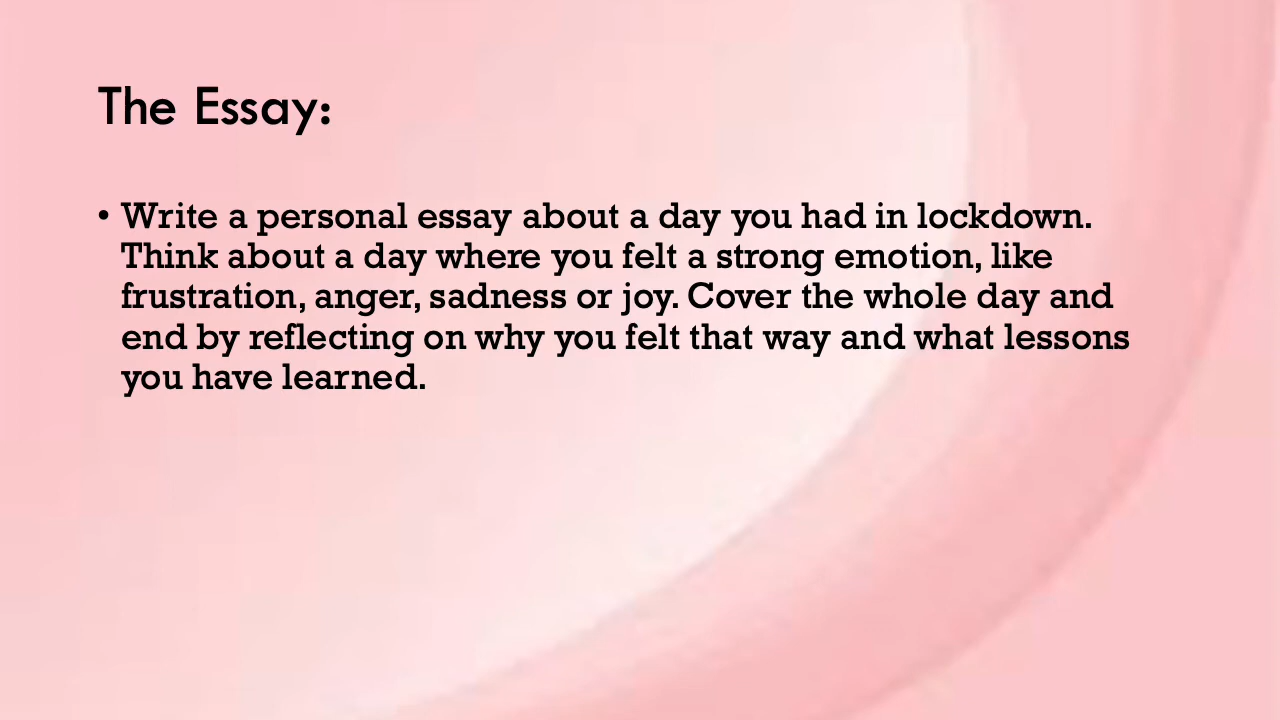 The Essay:
• Write a personal essay about a day you had in lockdown.
Think about a day where you felt a strong emotion, like
frustration, anger, sadness or joy. Cover the whole day and
end by reflecting on why you felt that way and what lessons
you have learned.